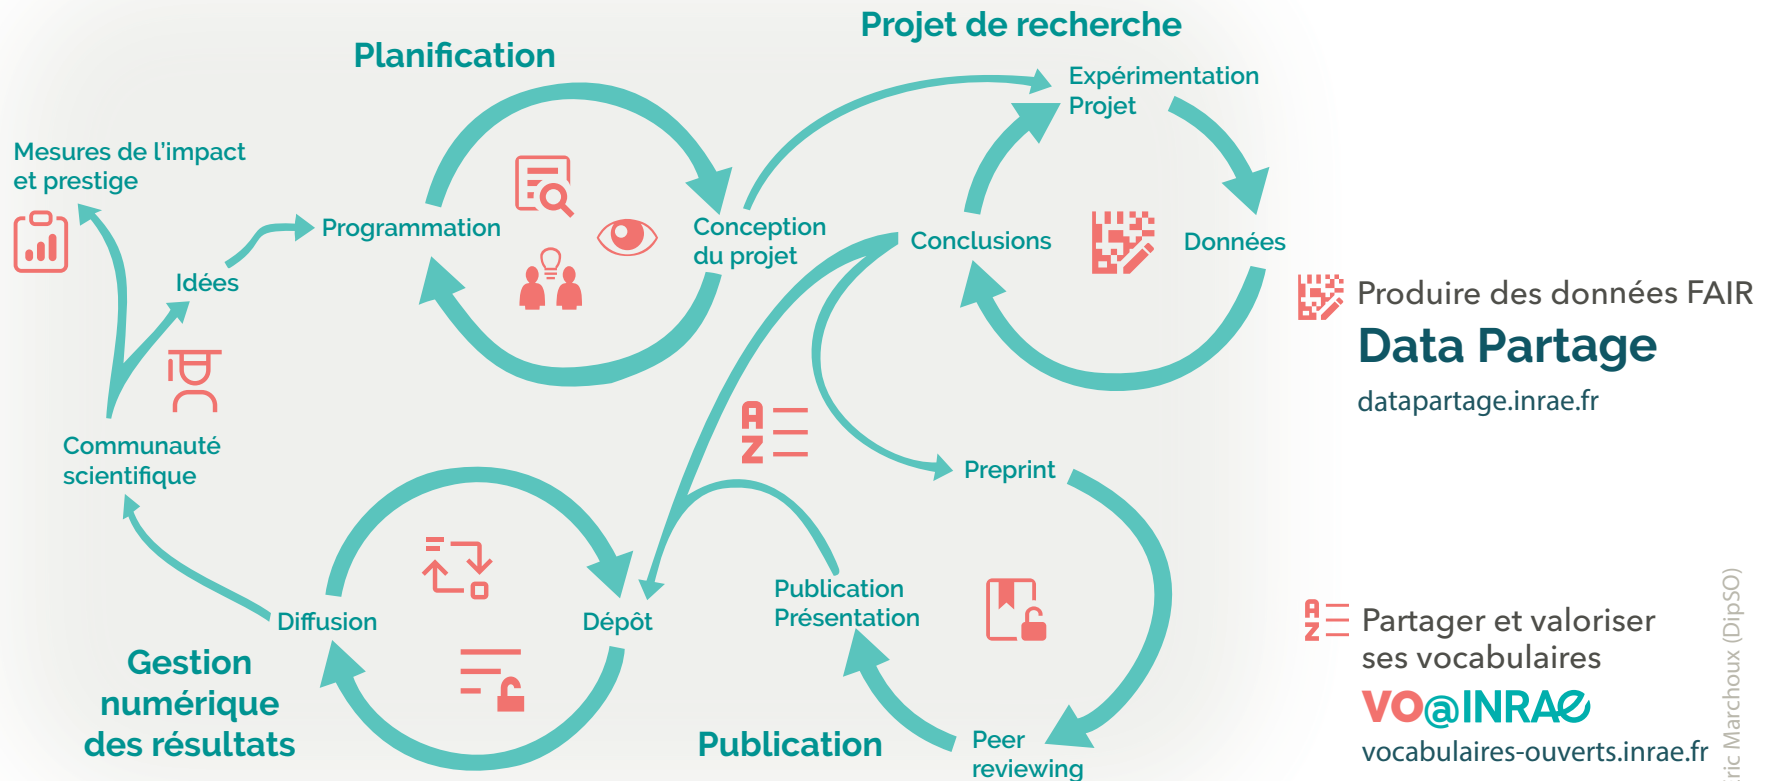 Projet de recherche
Planification
Expérimentation
Projet
Mesures de l'impact
et prestige
Programmation
Conception
du projet
Conclusions
Données
Idées
Produire des données FAIR
Data Partage
datapartage.inrae.fr
Communauté
scientifique
A
Z
Preprint
Publication
Présentation
Diffusion
Dépôt
Gestion
numérique
des résultats
Publication
Peer
reviewing
A
Z
Partager et valoriser
ses vocabulaires
VO@INRAE
vocabulaires-ouverts.inrae.fr
Marchoux (DipSO)